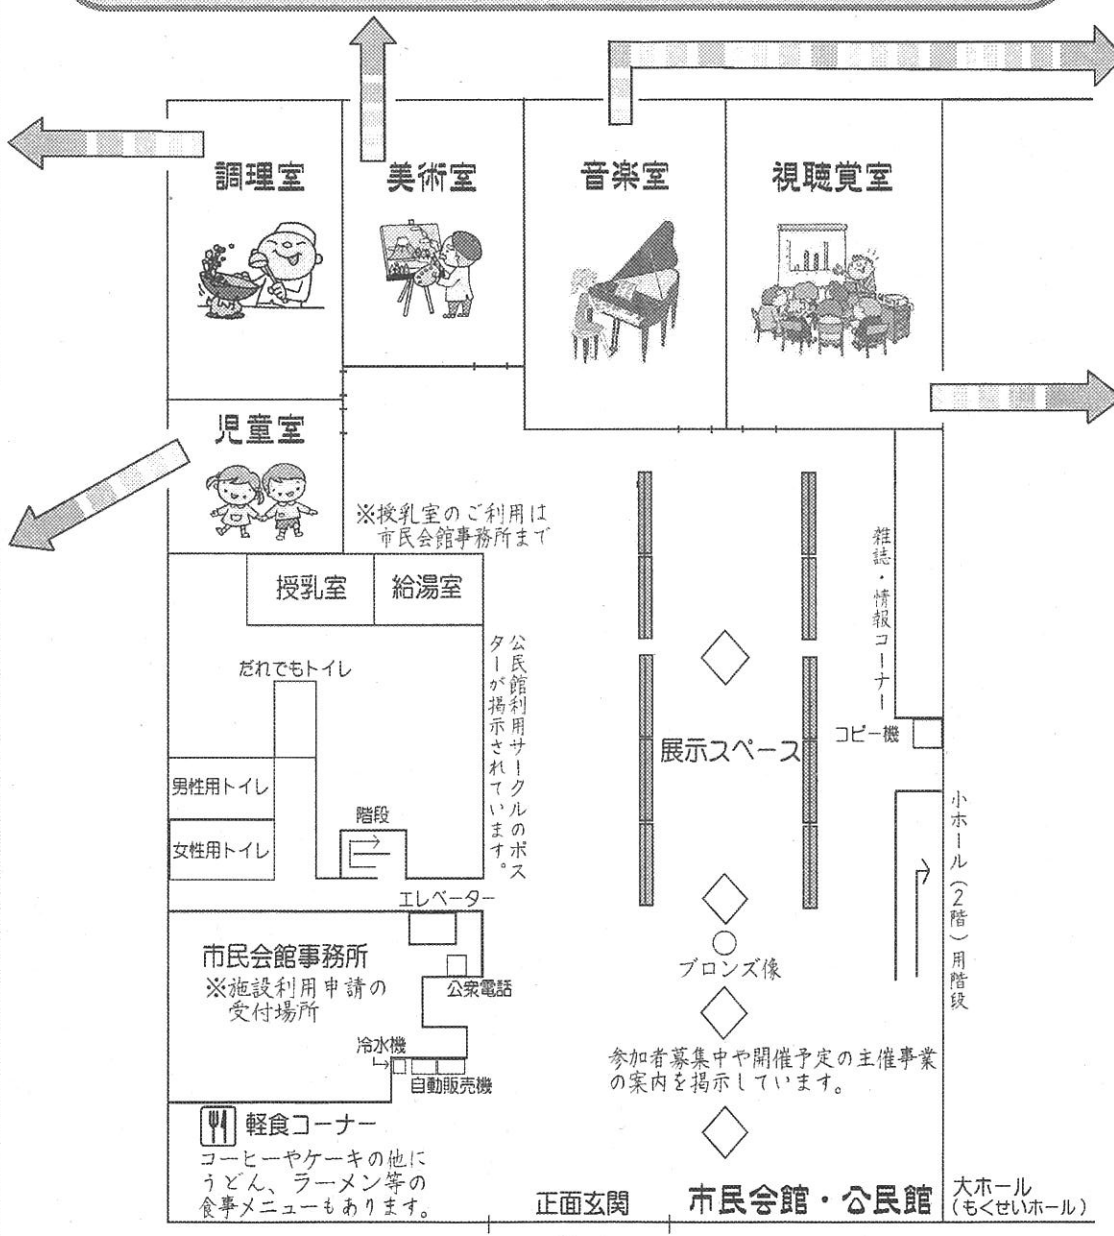 調理室
美術室
音楽室
視聴覚室
児童室
※授乳室のご利用は
市民会館事務所まで
授乳室
給湯室
雑誌・情報コーナー
公民館利用サークルのポス
ターが掲示されています。
だれでもトイレ
コピー機
展示スペース
男性用トイレ
女性用トイレ
階段
小ホール(2階)用階段
エレベーター
市民会館事務所
※施設利用申請の
受付場所
公衆電話
ブロンズ像
冷水機
自動販売機
参加者募集中や開催予定の主催事業
の案内を掲示しています。
軽食コーナー
コーヒーやケーキの他に
うどん、ラーメン等の
食事メニューもあります。
正面玄関
市民会館・公民館
大ホール
(もくせいホール)